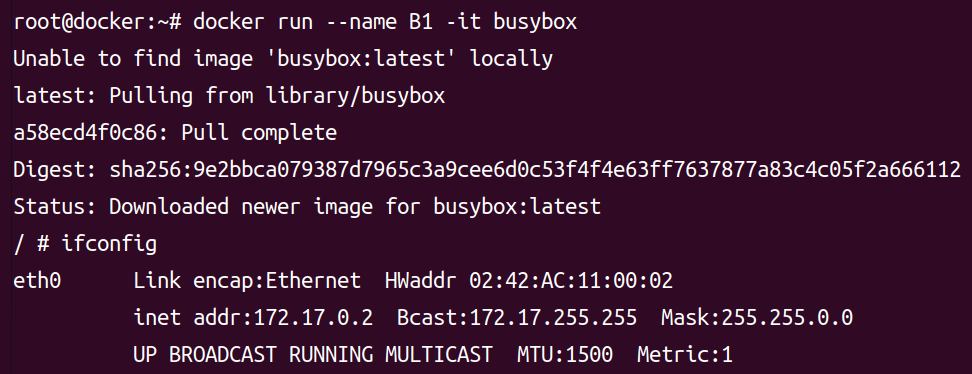 root@docker:~# docker run --name B1 -it busybox
Unable to find image 'busybox:latest' locally
latest: Pulling from library/busybox
a58ecd4f0c86: Pull complete
Digest: sha256:9e2bbca079387d7965c3a9cee6d0c53f4f4e63ff7637877a83c4c05f2a666112
Status: Downloaded newer image for busybox:latest
/ # ifconfig
eth0      Link encap:Ethernet  HWaddr 02:42:AC:11:00:02
          inet addr:172.17.0.2  Bcast:172.17.255.255  Mask:255.255.0.0
          UP BROADCAST RUNNING MULTICAST  MTU:1500  Metric:1